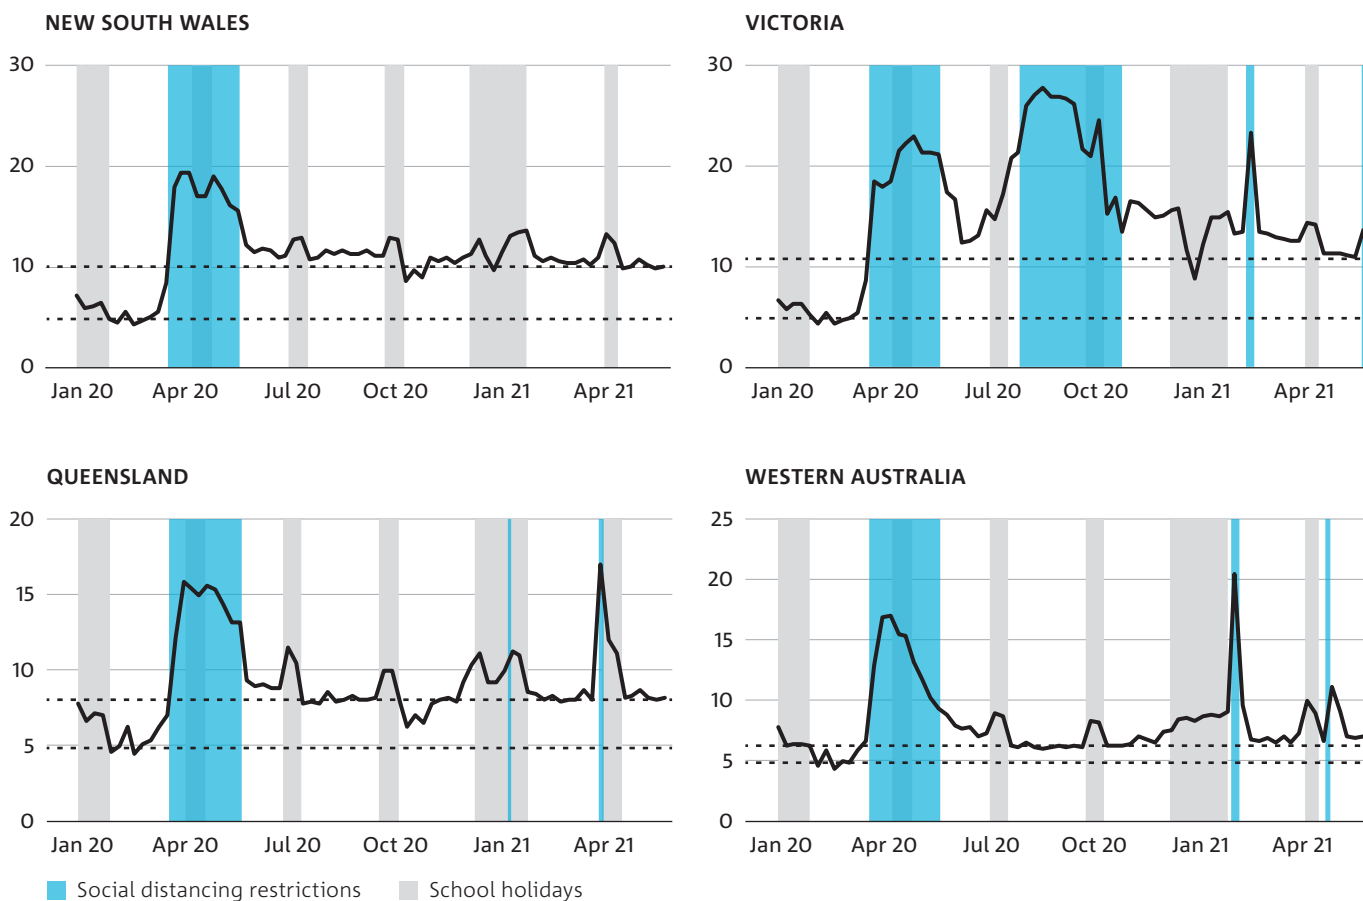 NEW SOUTH WALES
30
20
10
0
Jan 20 Apr 20 Jul 20 Oct 20 Jan 21 Apr 21
VICTORIA
30
20
10
0
Jan 20 Apr 20 Jul 20 Oct 20 Jan 21 Apr 21
QUEENSLAND
20
15
10
5
0
Jan 20 Apr 20 Jul 20 Oct 20 Jan 21 Apr 21
WESTERN AUSTRALIA
25
20
15
10
5
0
Jan 20 Apr 20 Jul 20 Oct 20 Jan 21 Apr 21
Social distancing restrictions School holidays